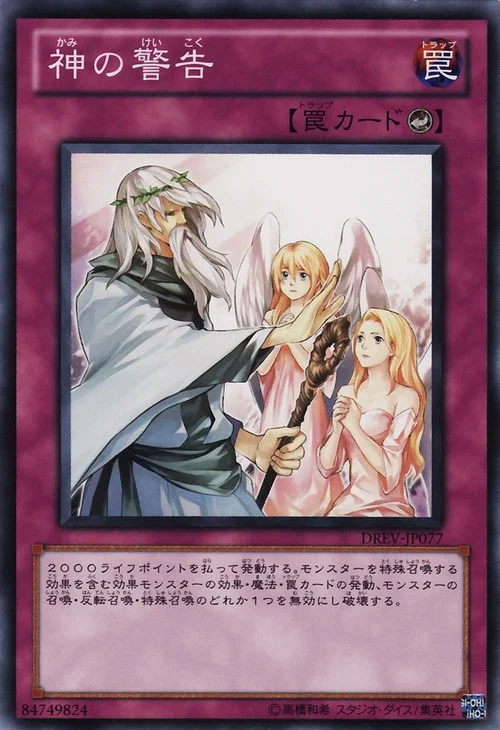 神の警告
罠
【罠カード】
DREV-JP077
2000ライフポイントを払って発動する。モンスターを特殊召喚する
効果を含む効果モンスターの効果・魔法・罠カードの発動、モンスターの
召喚・反転召喚・特殊召喚のどれか1つを無効にし破壊する。
84749824
©高橋和希 スタジオ・ダイス/集英社